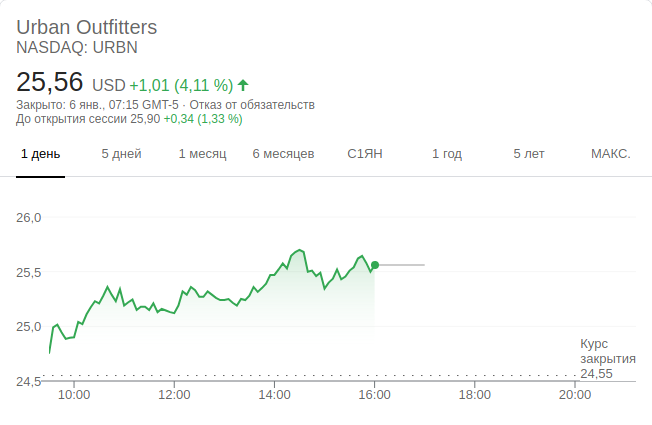 Urban Outfitters
NASDAQ: URBN
25,56 USD +1,01 (4,11 %)
Закрыто: 6 янв., 07:15 GMT-5 · Отказ от обязательств
До открытия сессии 25,90 +0,34 (1,33 %)
1 день 5 дней 1 месяц 6 месяцев С1ЯН 1 год 5 лет МАКС.
26,0
25,5
25,0
Курс
закрытия
24,55
24,5
10:00 12:00 14:00 16:00 18:00 20:00